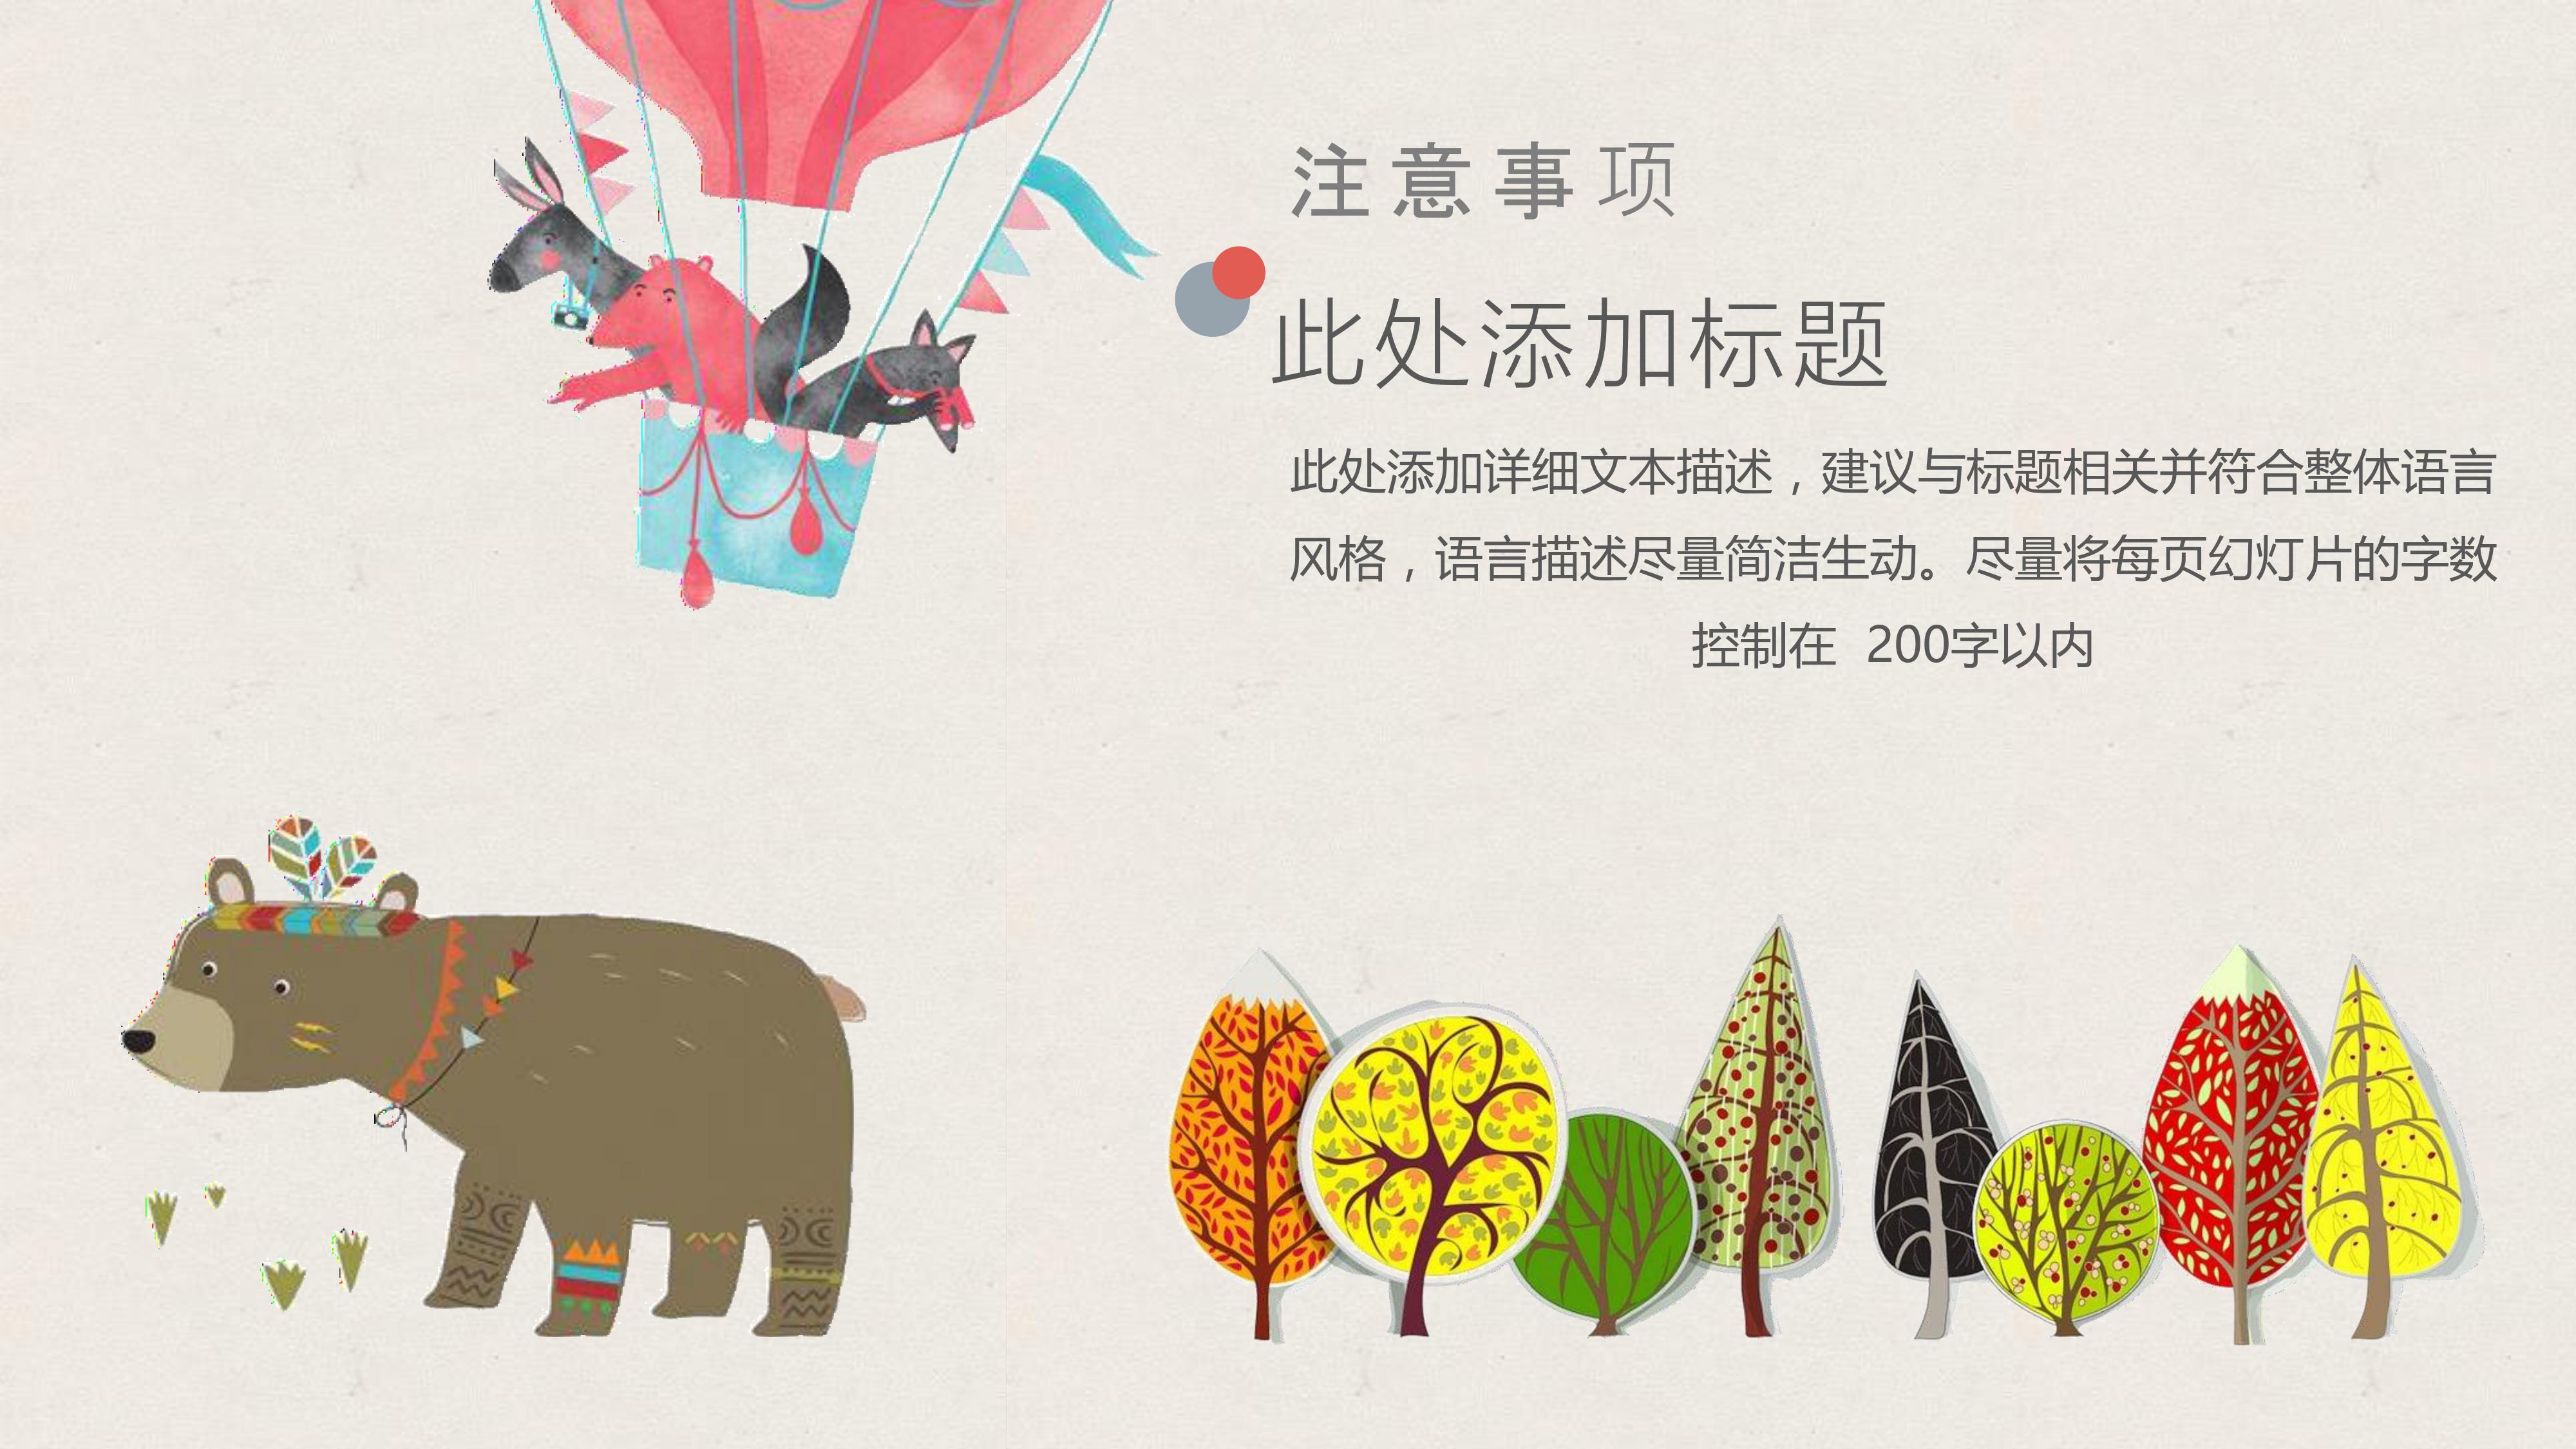 注意事项
此处添加标题
此处添加详细文本描述，建议与标题相关并符合整体语言
风格，语言描述尽量简洁生动。尽量将每页幻灯片的字数
控制在 200字以内